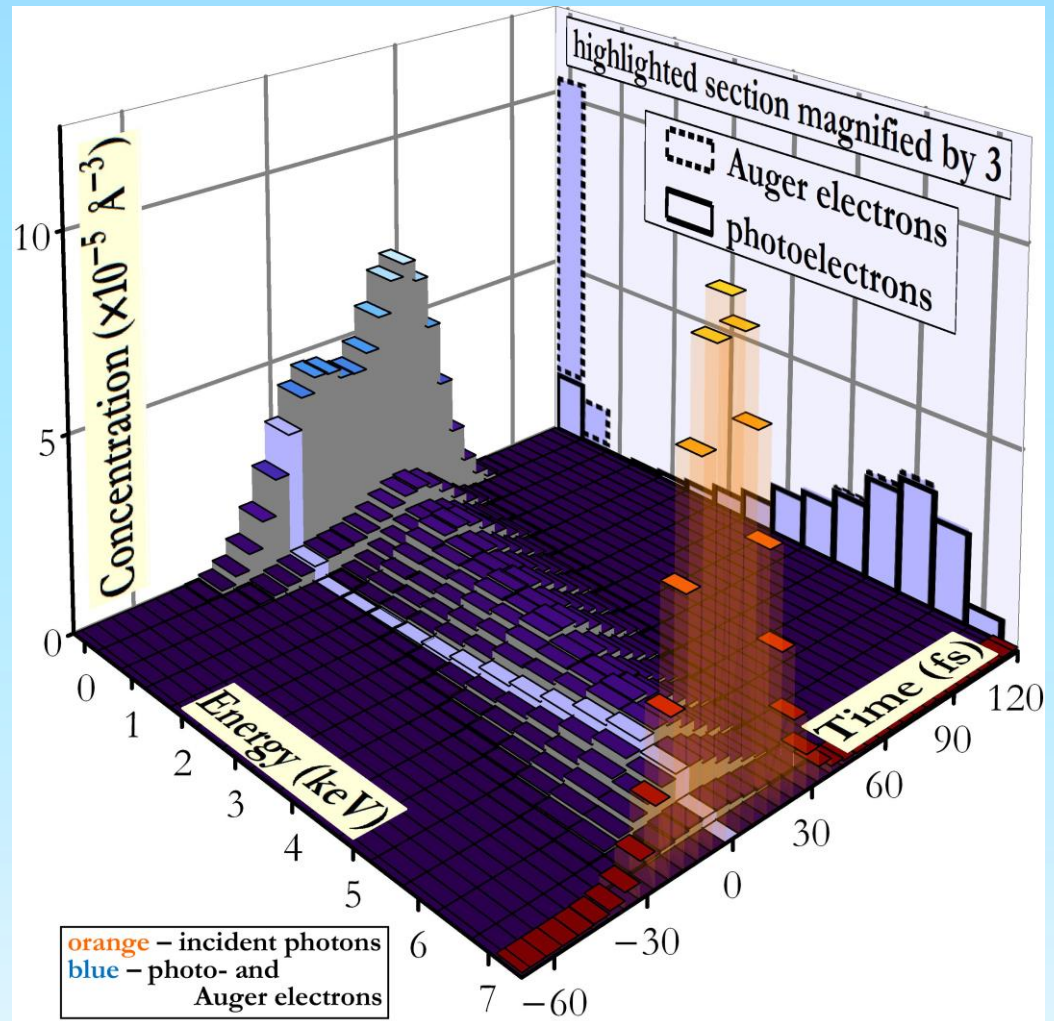 highlighted section magnified by 3
Auger electrons
photoelectrons
Concentration (×10⁻⁵ Å⁻³)
10
5
0
0
1
2
3
4
5
6
7
Energy (keV)
−60
−30
0
30
60
90
120
Time (fs)
orange – incident photons
blue – photo- and
Auger electrons